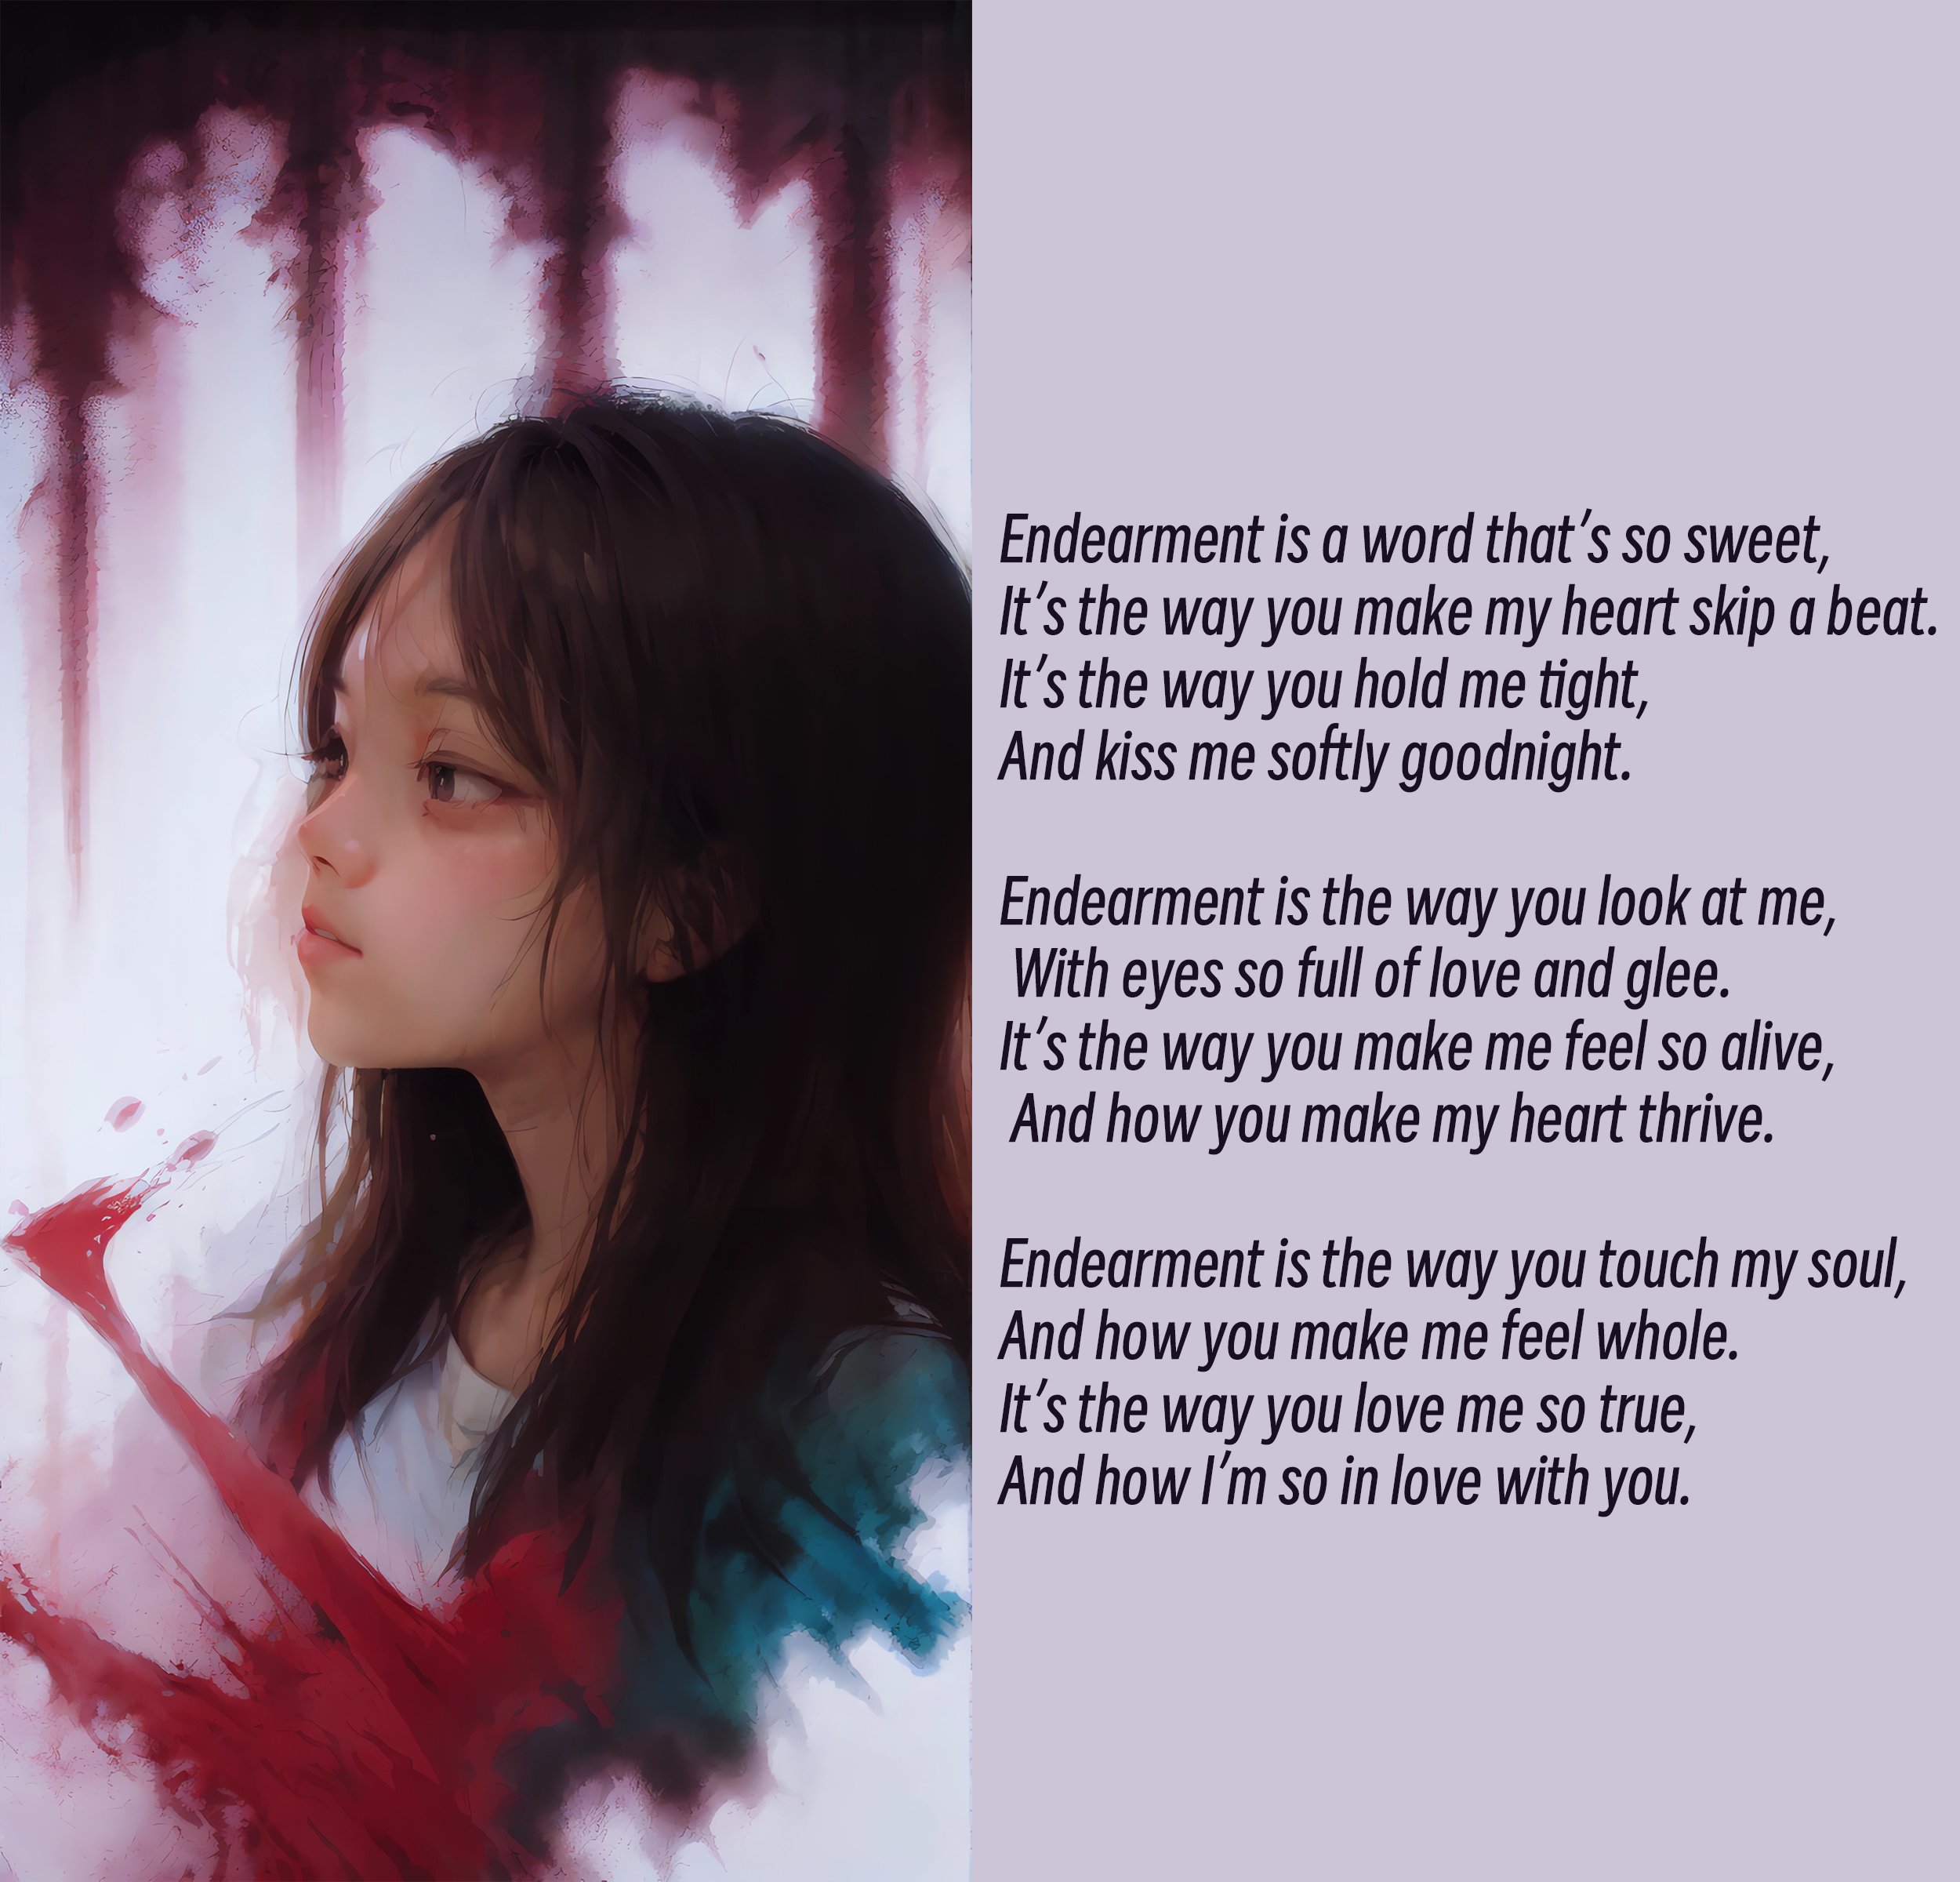 Endearment is a word that's so sweet,
It's the way you make my heart skip a beat.
It's the way you hold me tight,
And kiss me softly goodnight.
Endearment is the way you look at me,
With eyes so full of love and glee.
It's the way you make me feel so alive,
And how you make my heart thrive.
Endearment is the way you touch my soul,
And how you make me feel whole.
It's the way you love me so true,
And how I'm so in love with you.